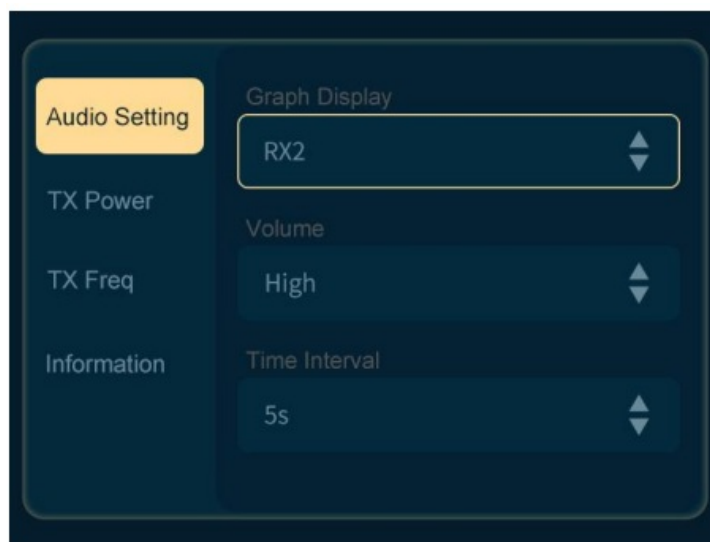 Audio Setting
TX Power
TX Freq
Information
Graph Display
RX2
Volume
High
Time Interval
5s